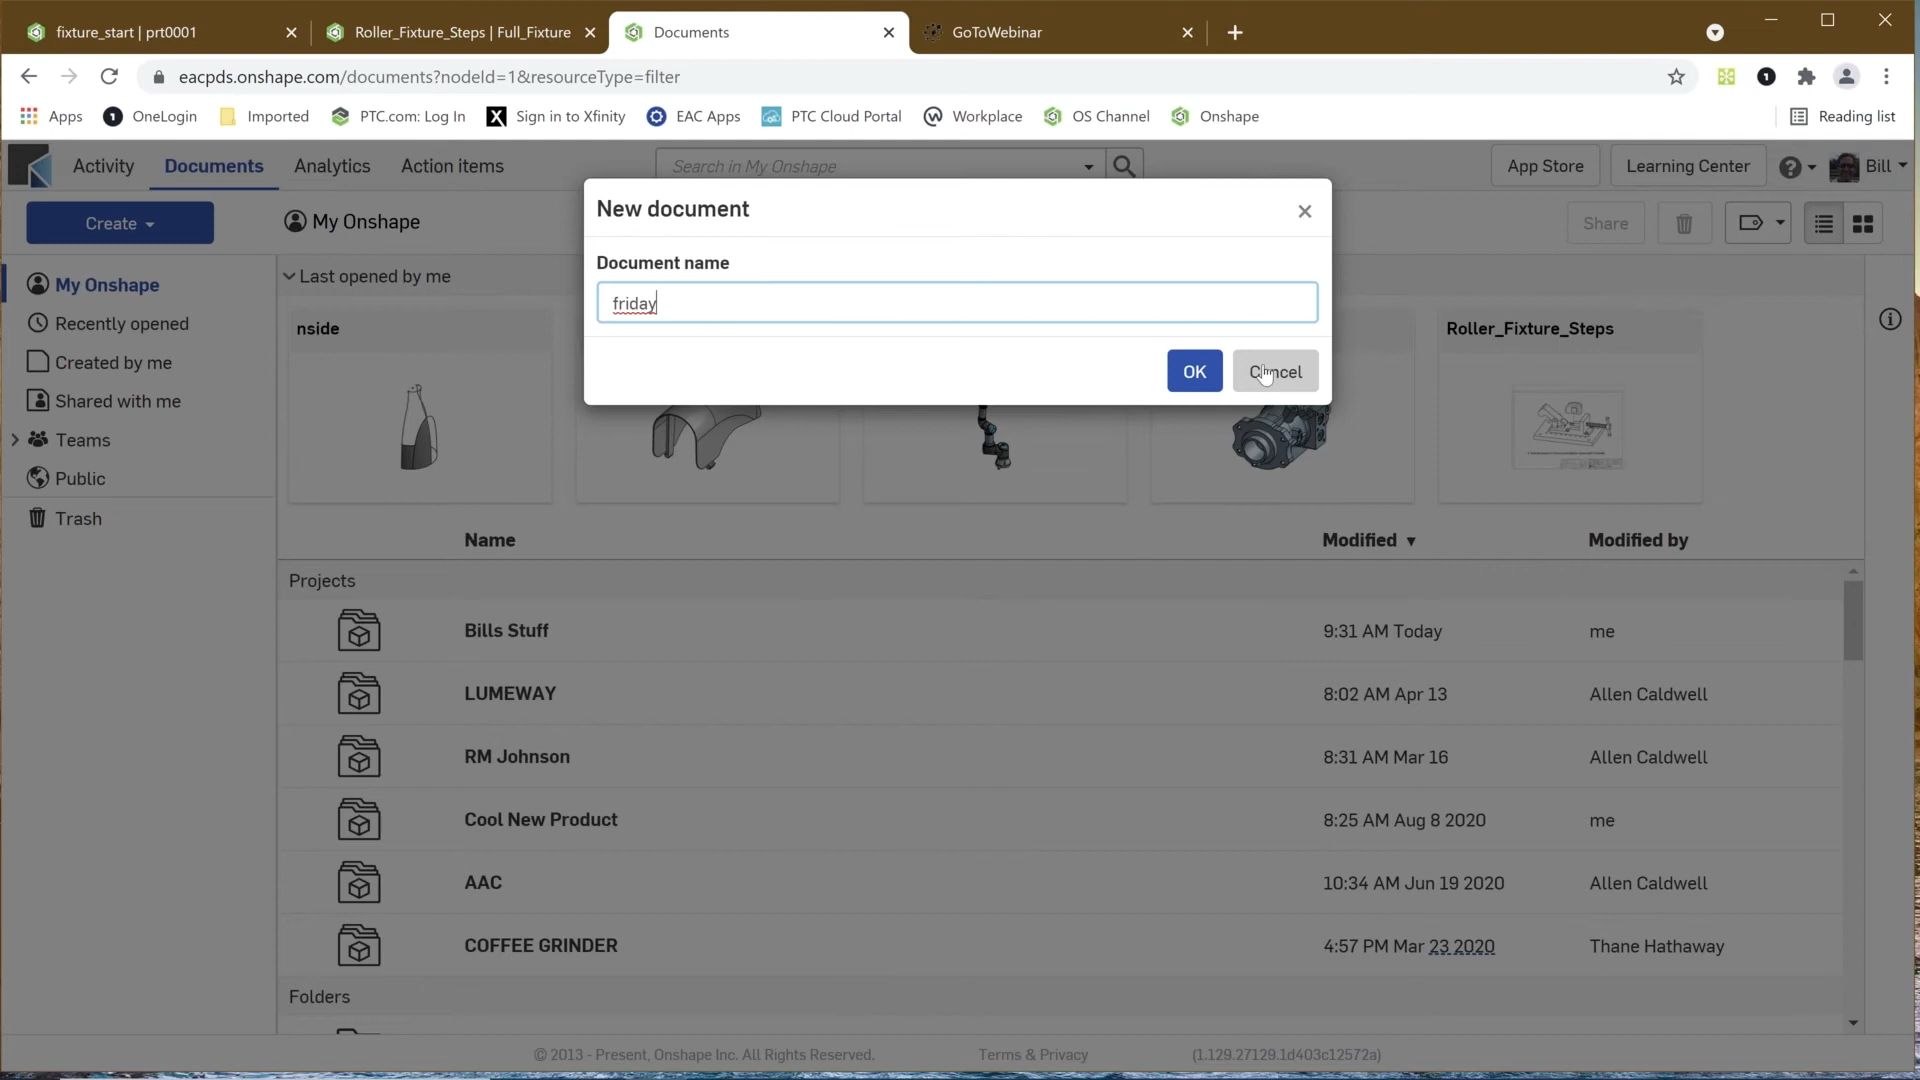 fixture_start | prt0001
Roller_Fixture_Steps | Full_Fixture
Documents
GoToWebinar
eacpds.onshape.com/documents?nodeId=1&resourceType=filter
Apps
OneLogin
Imported
PTC.com: Log In
Sign in to Xfinity
EAC Apps
PTC Cloud Portal
Workplace
OS Channel
Onshape
Reading list
Activity
Documents
Analytics
Action items
Search in My Onshape
App Store
Learning Center
Bill
Create
My Onshape
Share
New document
Document name
friday
OK
Cancel
My Onshape
Recently opened
Created by me
Shared with me
Teams
Public
Trash
Last opened by me
nside
Roller_Fixture_Steps
Name Modified Modified by
Projects
Bills Stuff 9:31 AM Today me
LUMEWAY 8:02 AM Apr 13 Allen Caldwell
RM Johnson 8:31 AM Mar 16 Allen Caldwell
Cool New Product 8:25 AM Aug 8 2020 me
AAC 10:34 AM Jun 19 2020 Allen Caldwell
COFFEE GRINDER 4:57 PM Mar 23 2020 Thane Hathaway
Folders
© 2013 - Present, Onshape Inc. All Rights Reserved. Terms & Privacy (1.129.27129.1d403c12572a)